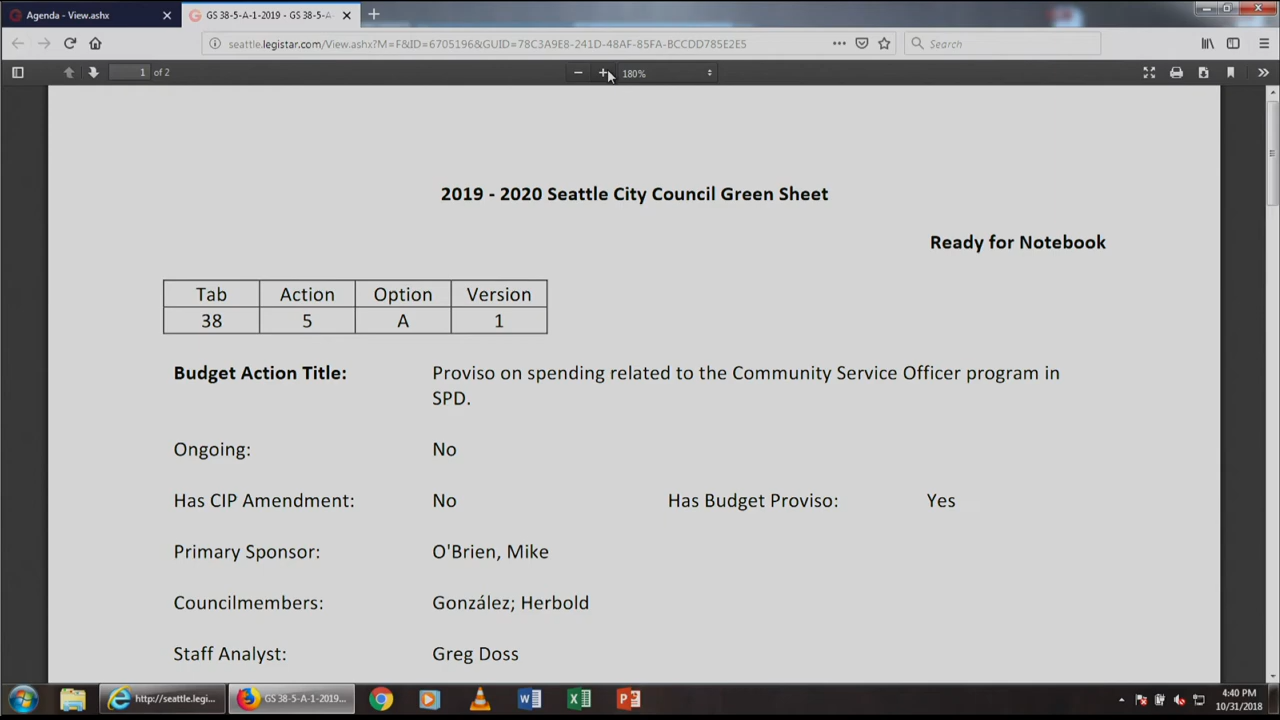 Agenda - View.ashx
GS 38-5-A-1-2019 - GS 38-5-A-
seattle.legistar.com/View.ashx?M=F&ID=6705196&GUID=78C3A9E8-241D-48AF-85FA-BCCDD785E2E5
Search
1 of 2
180%
2019 - 2020 Seattle City Council Green Sheet
Ready for Notebook
Tab Action Option Version
38 5 A 1
Budget Action Title: Proviso on spending related to the Community Service Officer program in
SPD.
Ongoing: No
Has CIP Amendment: No Has Budget Proviso: Yes
Primary Sponsor: O'Brien, Mike
Councilmembers: González; Herbold
Staff Analyst: Greg Doss
http://seattle.legi...
GS 38-5-A-1-2019...
4:40 PM
10/31/2018